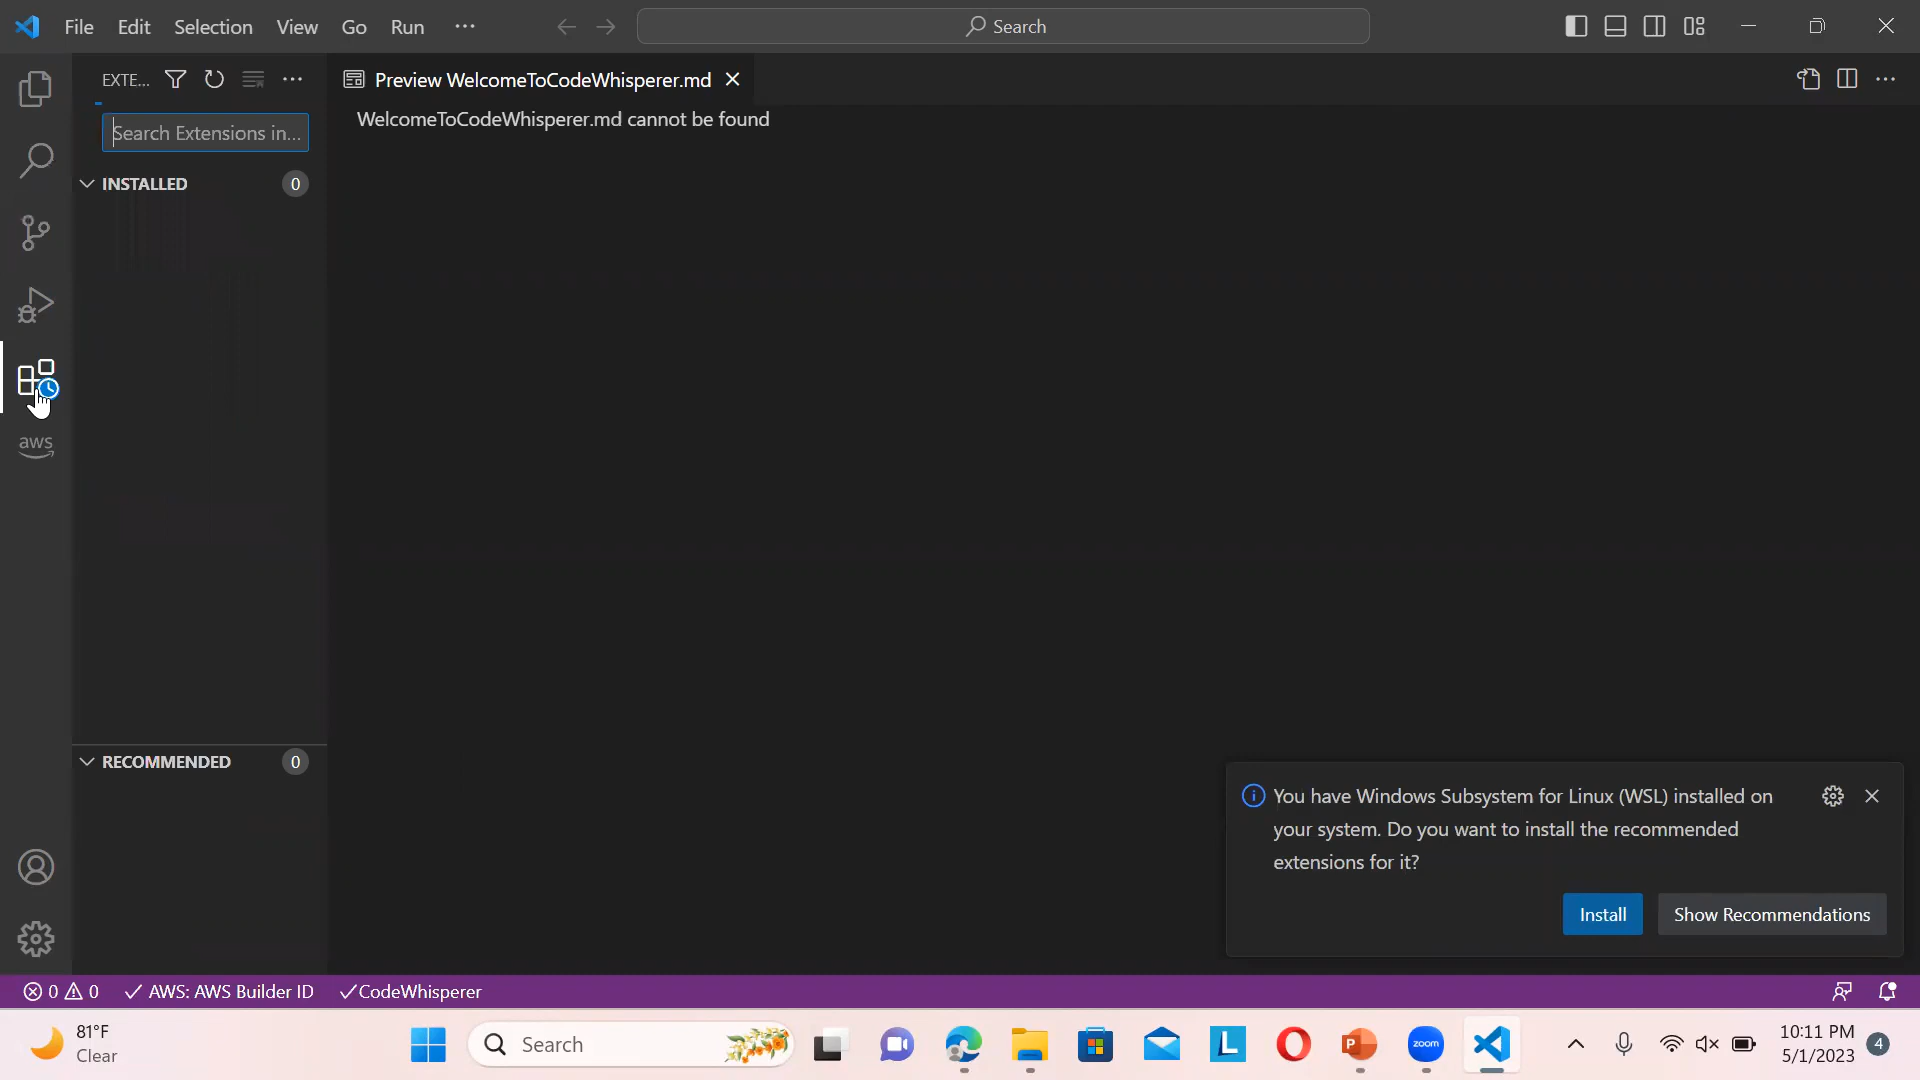 File Edit Selection View Go Run ···
Search
EXTE...
Preview WelcomeToCodeWhisperer.md
Search Extensions in...
WelcomeToCodeWhisperer.md cannot be found
INSTALLED 0
aws
RECOMMENDED 0
You have Windows Subsystem for Linux (WSL) installed on
your system. Do you want to install the recommended
extensions for it?
Install Show Recommendations
0 0 AWS: AWS Builder ID CodeWhisperer
81°F
Clear
Search
L
P
zoom
10:11 PM
5/1/2023
4